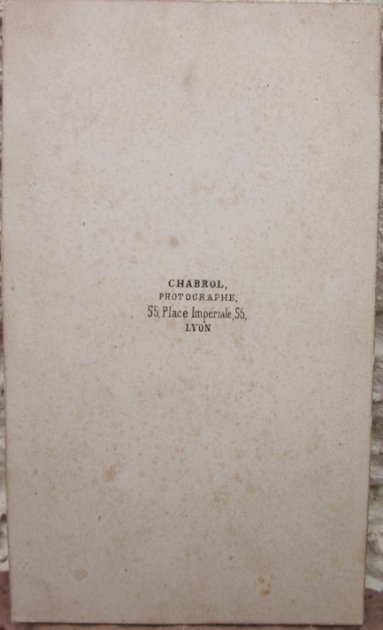 CHABROL,
PHOTOGRAPHE,
55, Place Impériale, 55,
LYON